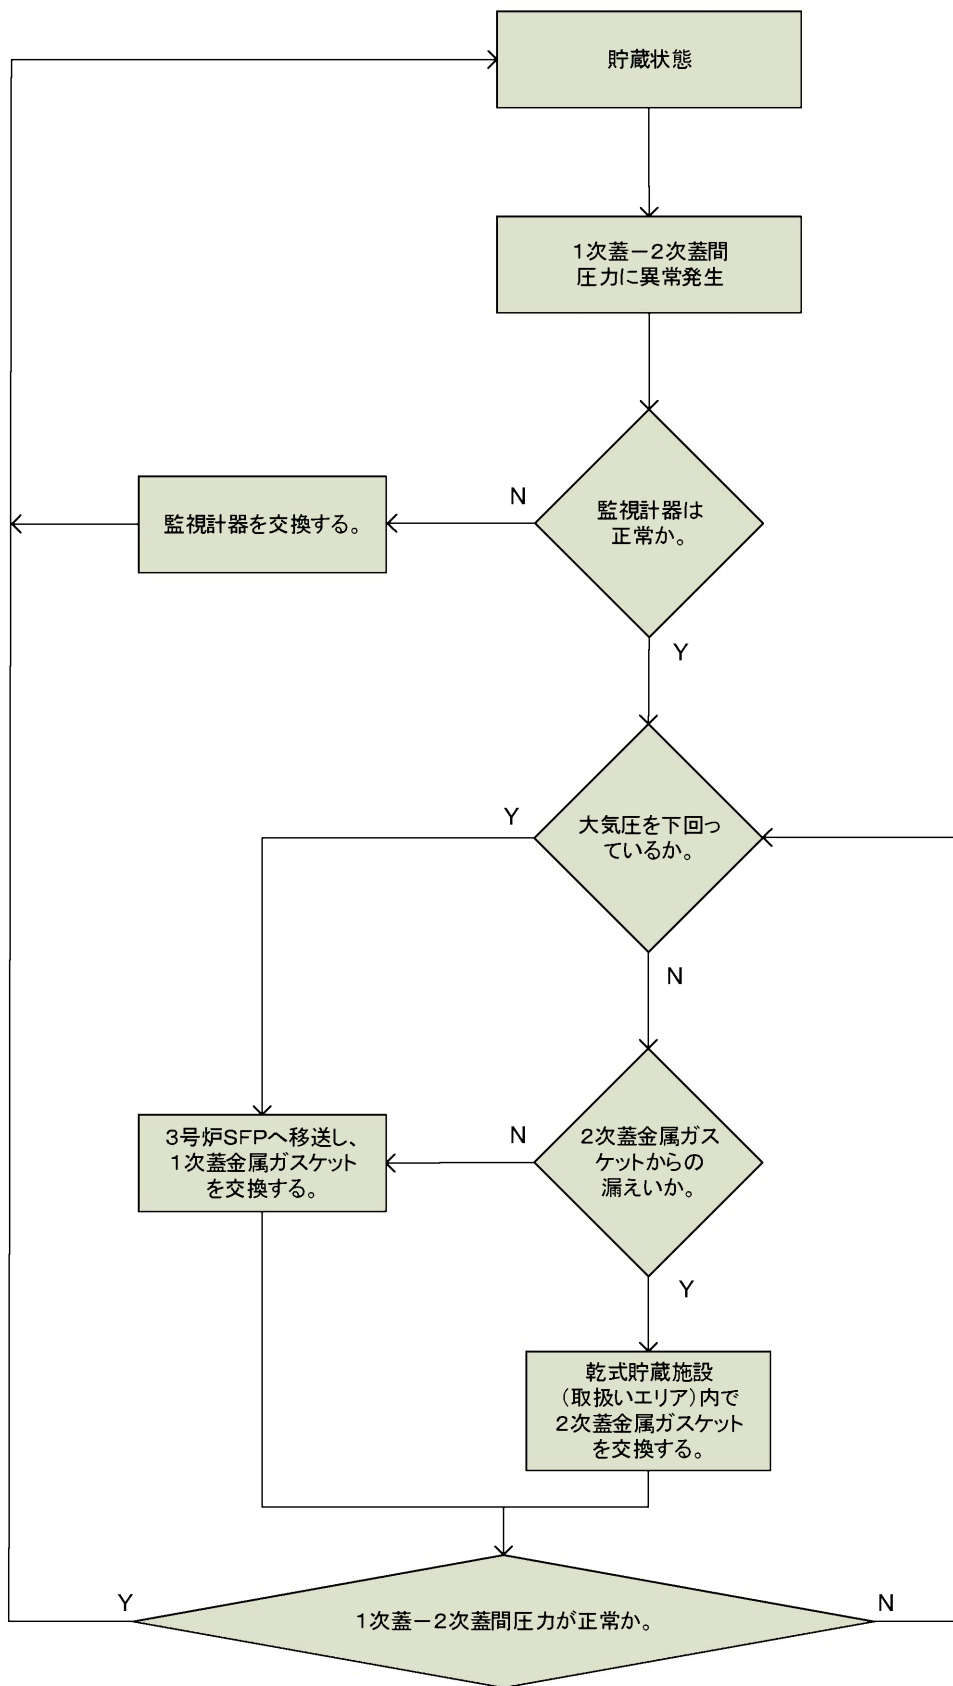 貯蔵状態
1次蓋－2次蓋間
圧力に異常発生
監視計器は
正常か。
N
監視計器を交換する。
Y
大気圧を下回っ
ているか。
Y
N
2次蓋金属ガス
ケットからの
漏えいか。
N
3号炉SFPへ移送し、
1次蓋金属ガスケット
を交換する。
Y
乾式貯蔵施設
（取扱いエリア）内で
2次蓋金属ガスケット
を交換する。
1次蓋－2次蓋間圧力が正常か。
Y
N